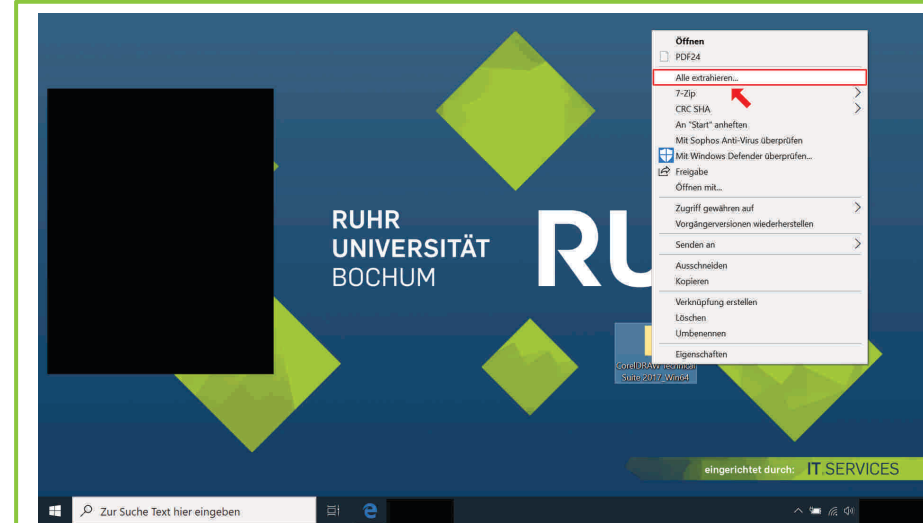 RUHR
UNIVERSITÄT
BOCHUM
RU
Öffnen
PDF24
Alle extrahieren...
7-Zip
CRC SHA
An "Start" anheften
Mit Sophos Anti-Virus überprüfen
Mit Windows Defender überprüfen...
Freigabe
Öffnen mit...
Zugriff gewähren auf
Vorgängerversionen wiederherstellen
Senden an
Ausschneiden
Kopieren
Verknüpfung erstellen
Löschen
Umbenennen
Eigenschaften
CorelDRAW Technical
Suite 2017-Win64
eingerichtet durch: IT.SERVICES
Zur Suche Text hier eingeben